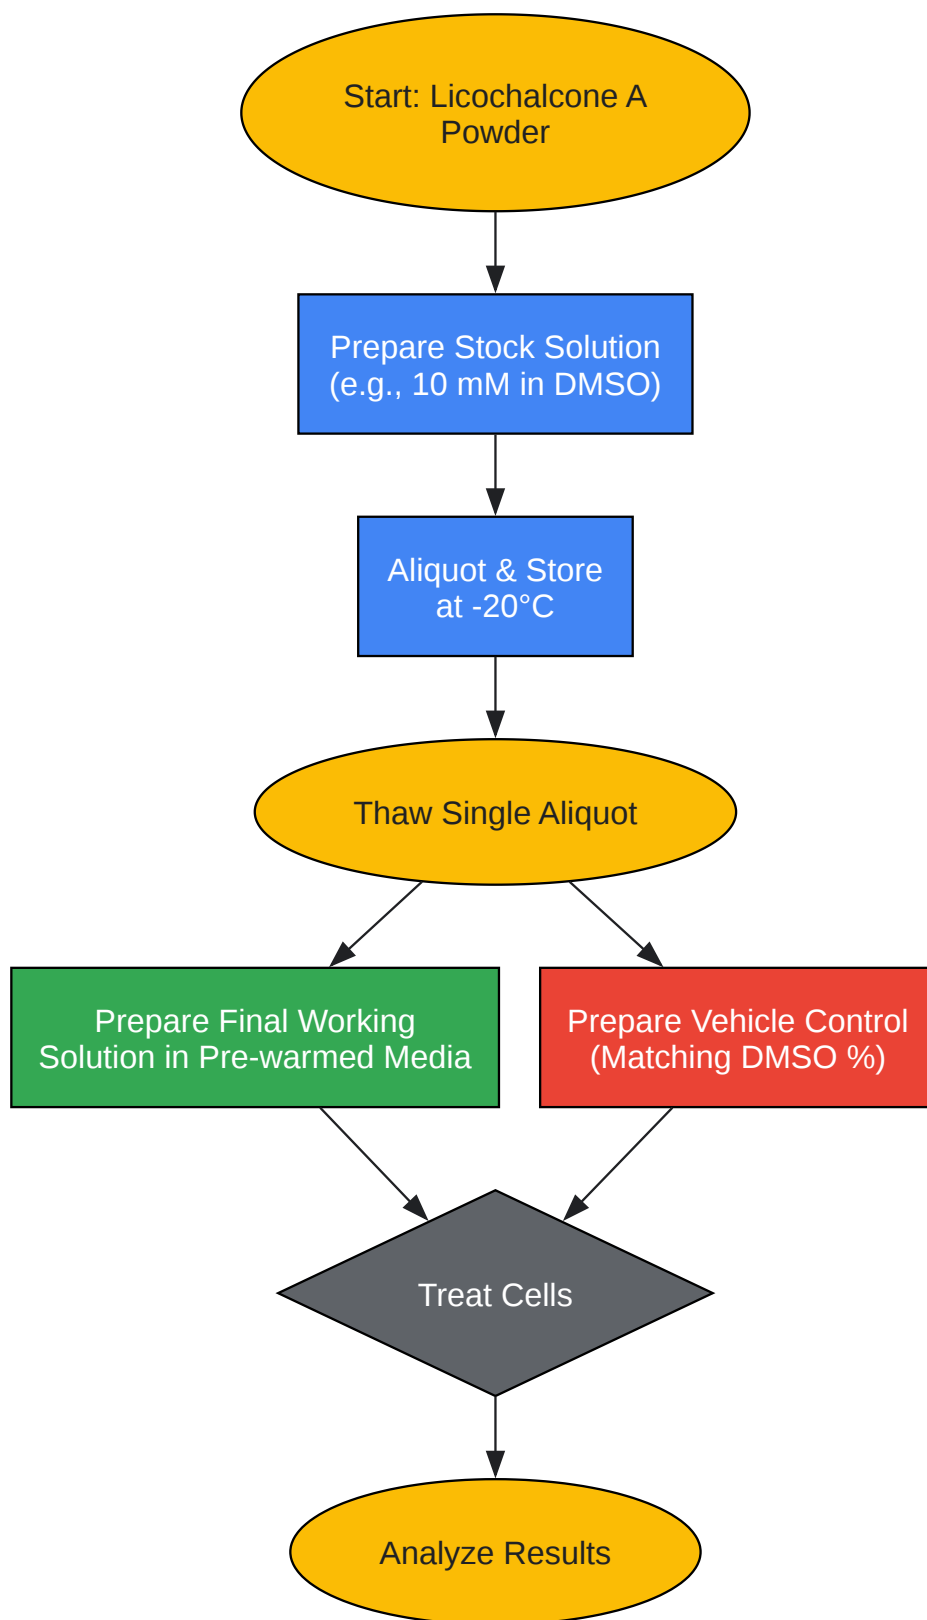 Start: Licochalcone A
Powder
Prepare Stock Solution
(e.g., 10 mM in DMSO)
Aliquot & Store
at -20°C
Thaw Single Aliquot
Prepare Final Working
Solution in Pre-warmed Media
Prepare Vehicle Control
(Matching DMSO %)
Treat Cells
Analyze Results